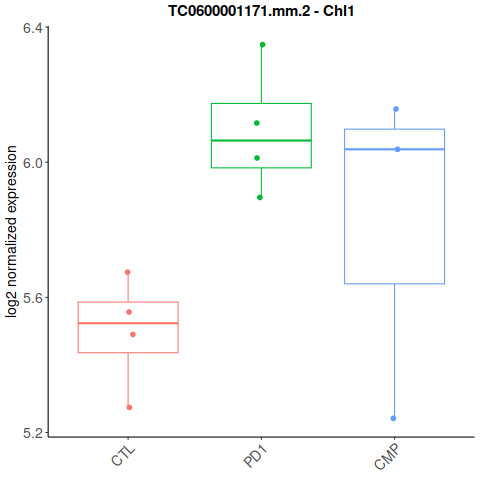 TC0600001171.mm.2 - Chl1
log2 normalized expression
6.4
6.0
5.6
5.2
CTL
PD1
CMP